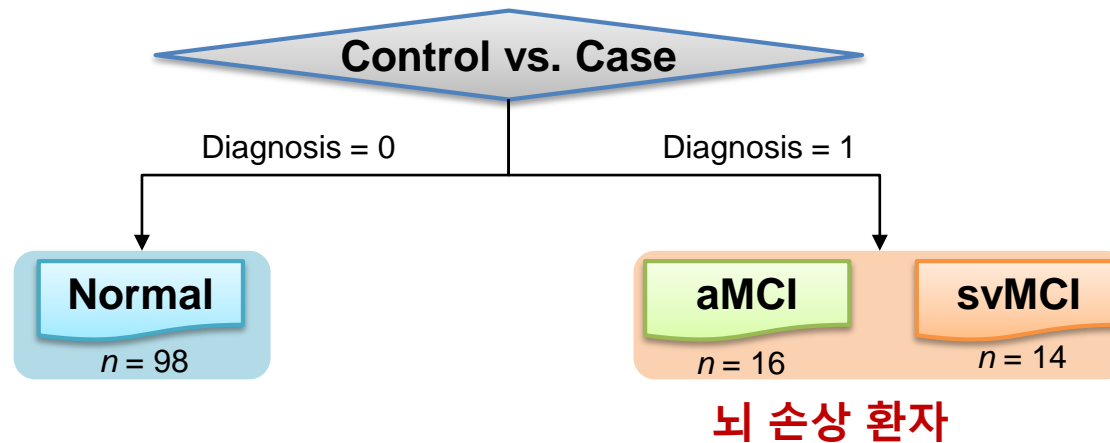 Control vs. Case
Diagnosis = 0
Diagnosis = 1
Normal
n = 98
aMCI
n = 16
svMCI
n = 14
뇌 손상 환자